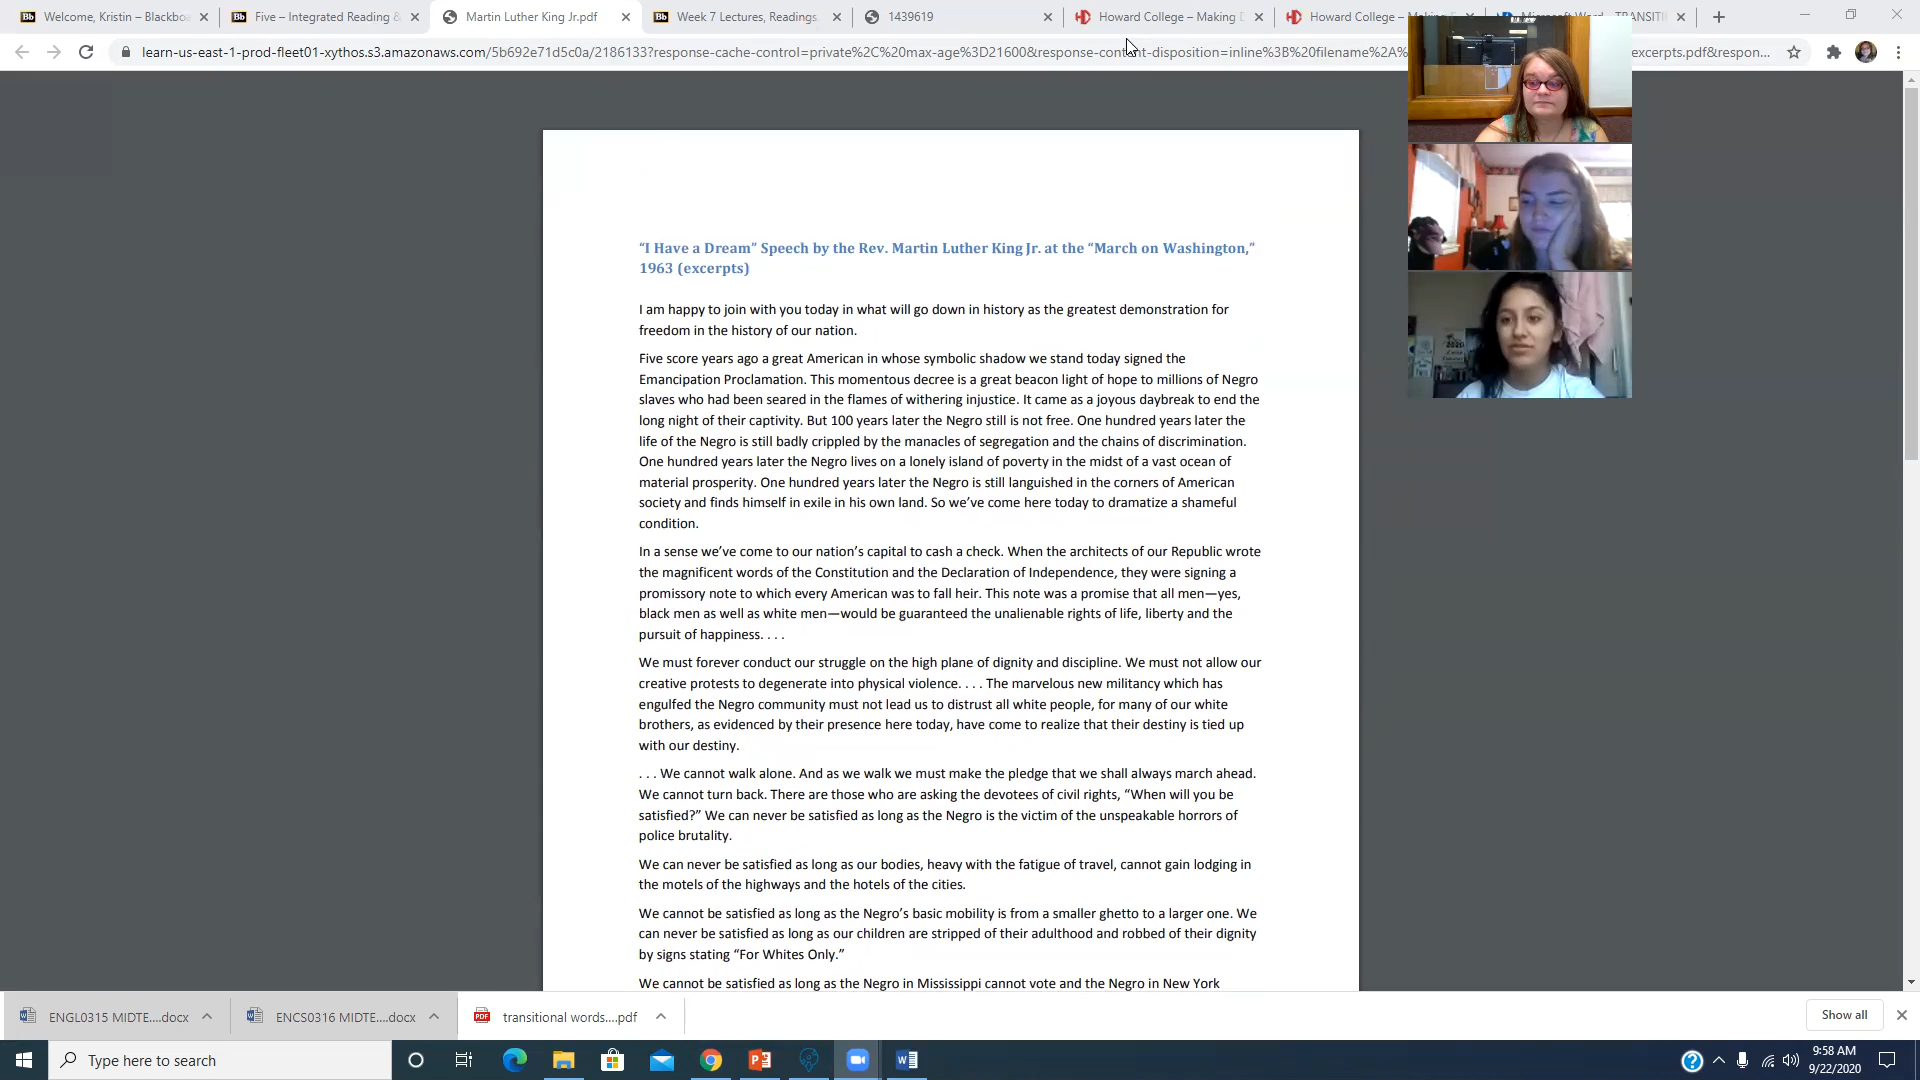 Welcome, Kristin – Blackbo
Five – Integrated Reading &
Martin Luther King Jr.pdf
Week 7 Lectures, Readings,
1439619
Howard College – Making D
Howard College – Making
Microsoft Word – TRANSITI
learn-us-east-1-prod-fleet01-xythos.s3.amazonaws.com/5b692e71d5c0a/2186133?response-cache-control=private%2C%20max-age%3D21600&response-content-disposition=inline%3B%20filename%2A%
excerpts.pdf&respon...
“I Have a Dream” Speech by the Rev. Martin Luther King Jr. at the “March on Washington,”
1963 (excerpts)
I am happy to join with you today in what will go down in history as the greatest demonstration for
freedom in the history of our nation.
Five score years ago a great American in whose symbolic shadow we stand today signed the
Emancipation Proclamation. This momentous decree is a great beacon light of hope to millions of Negro
slaves who had been seared in the flames of withering injustice. It came as a joyous daybreak to end the
long night of their captivity. But 100 years later the Negro still is not free. One hundred years later the
life of the Negro is still badly crippled by the manacles of segregation and the chains of discrimination.
One hundred years later the Negro lives on a lonely island of poverty in the midst of a vast ocean of
material prosperity. One hundred years later the Negro is still languished in the corners of American
society and finds himself in exile in his own land. So we’ve come here today to dramatize a shameful
condition.
In a sense we’ve come to our nation’s capital to cash a check. When the architects of our Republic wrote
the magnificent words of the Constitution and the Declaration of Independence, they were signing a
promissory note to which every American was to fall heir. This note was a promise that all men—yes,
black men as well as white men—would be guaranteed the unalienable rights of life, liberty and the
pursuit of happiness. . . .
We must forever conduct our struggle on the high plane of dignity and discipline. We must not allow our
creative protests to degenerate into physical violence. . . . The marvelous new militancy which has
engulfed the Negro community must not lead us to distrust all white people, for many of our white
brothers, as evidenced by their presence here today, have come to realize that their destiny is tied up
with our destiny.
. . . We cannot walk alone. And as we walk we must make the pledge that we shall always march ahead.
We cannot turn back. There are those who are asking the devotees of civil rights, “When will you be
satisfied?” We can never be satisfied as long as the Negro is the victim of the unspeakable horrors of
police brutality.
We can never be satisfied as long as our bodies, heavy with the fatigue of travel, cannot gain lodging in
the motels of the highways and the hotels of the cities.
We cannot be satisfied as long as the Negro’s basic mobility is from a smaller ghetto to a larger one. We
can never be satisfied as long as our children are stripped of their adulthood and robbed of their dignity
by signs stating “For Whites Only.”
We cannot be satisfied as long as the Negro in Mississippi cannot vote and the Negro in New York
ENGL0315 MIDTE....docx
ENCS0316 MIDTE....docx
transitional words....pdf
Show all
Type here to search
9:58 AM
9/22/2020